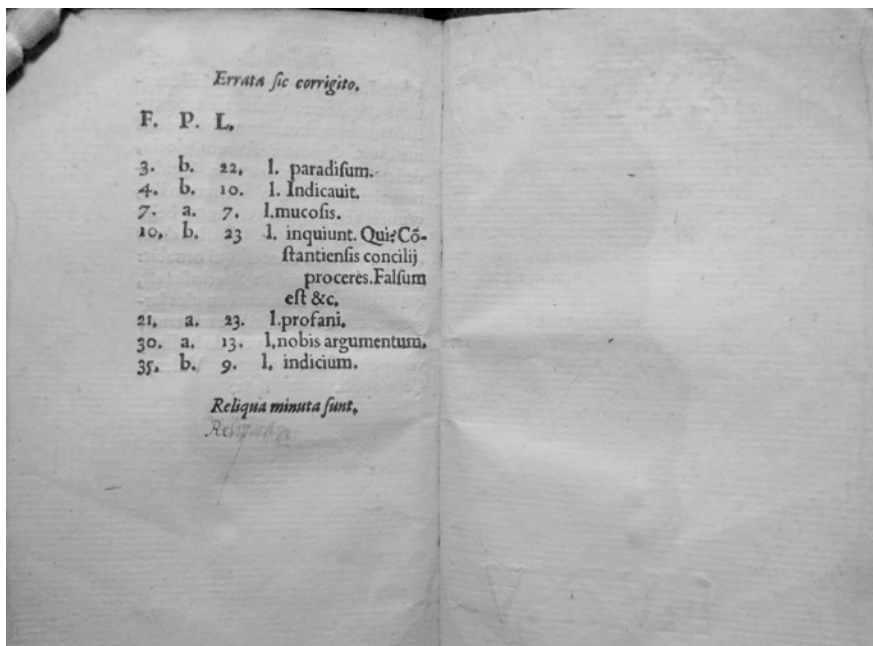 Errata ſic corrigito.
F. P. L.
3. b. 22. l. paradiſum.
4. b. 10. l. Indicauit.
7. a. 7. l.mucoſis.
10. b. 23 l. inquiunt. Qui? Cō-
ſtantienſis concilij
proceres.Falſum
eſt &c.
21. a. 23. l.profani.
30. a. 13. l.nobis argumentum.
35. b. 9. l. indicium.
Reliqua minuta ſunt.